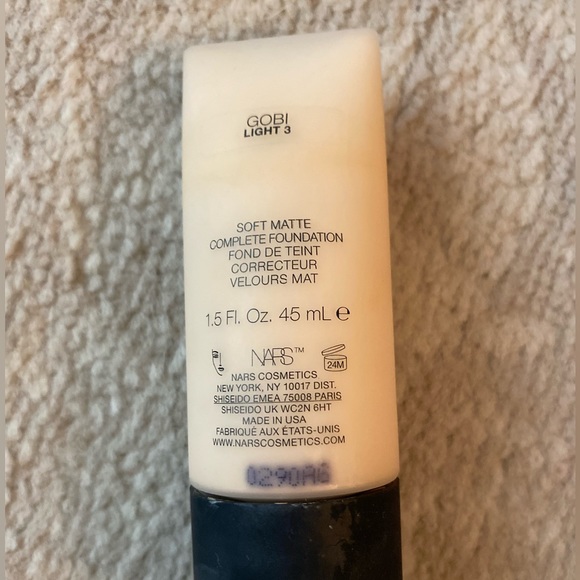 GOBI
LIGHT 3
SOFT MATTE
COMPLETE FOUNDATION
FOND DE TEINT
CORRECTEUR
VELOURS MAT
1.5 Fl. Oz. 45 mL ℮
NARS™
24M
NARS COSMETICS
NEW YORK, NY 10017 DIST.
SHISEIDO EMEA 75008 PARIS
SHISEIDO UK WC2N 6HT
MADE IN USA
FABRIQUÉ AUX ÉTATS-UNIS
WWW.NARSCOSMETICS.COM
0290A6